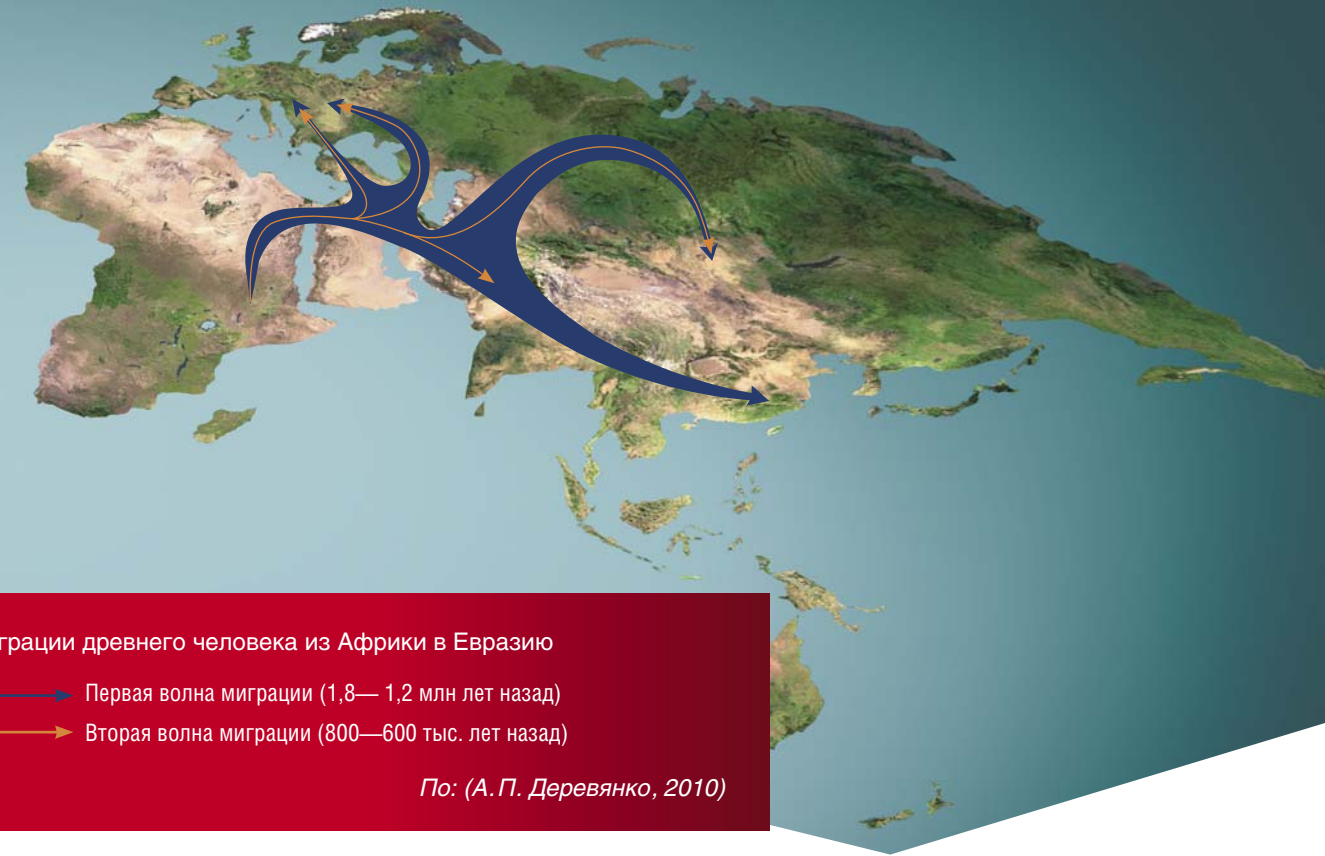 грации древнего человека из Африки в Евразию
Первая волна миграции (1,8— 1,2 млн лет назад)
Вторая волна миграции (800—600 тыс. лет назад)
По: (А.П. Деревянко, 2010)